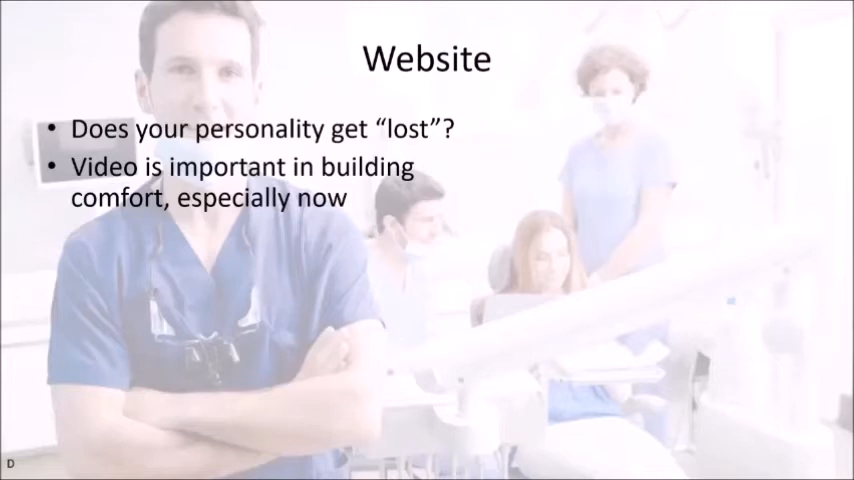 Website
• Does your personality get “lost”?
• Video is important in building
comfort, especially now
D